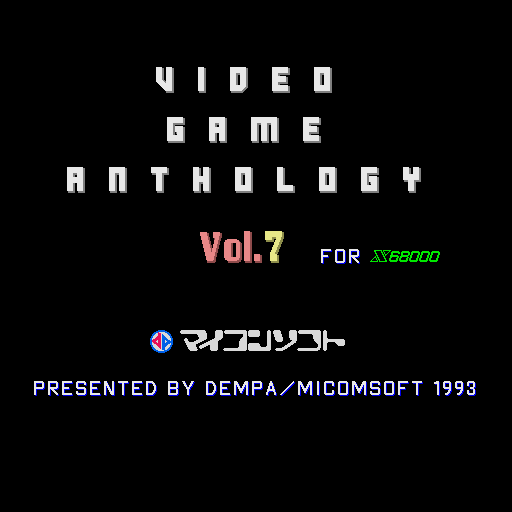 VIDEO
GAME
ANTHOLOGY
Vol.7 FOR X68000
マイコンソフト
PRESENTED BY DEMPA/MICOMSOFT 1993